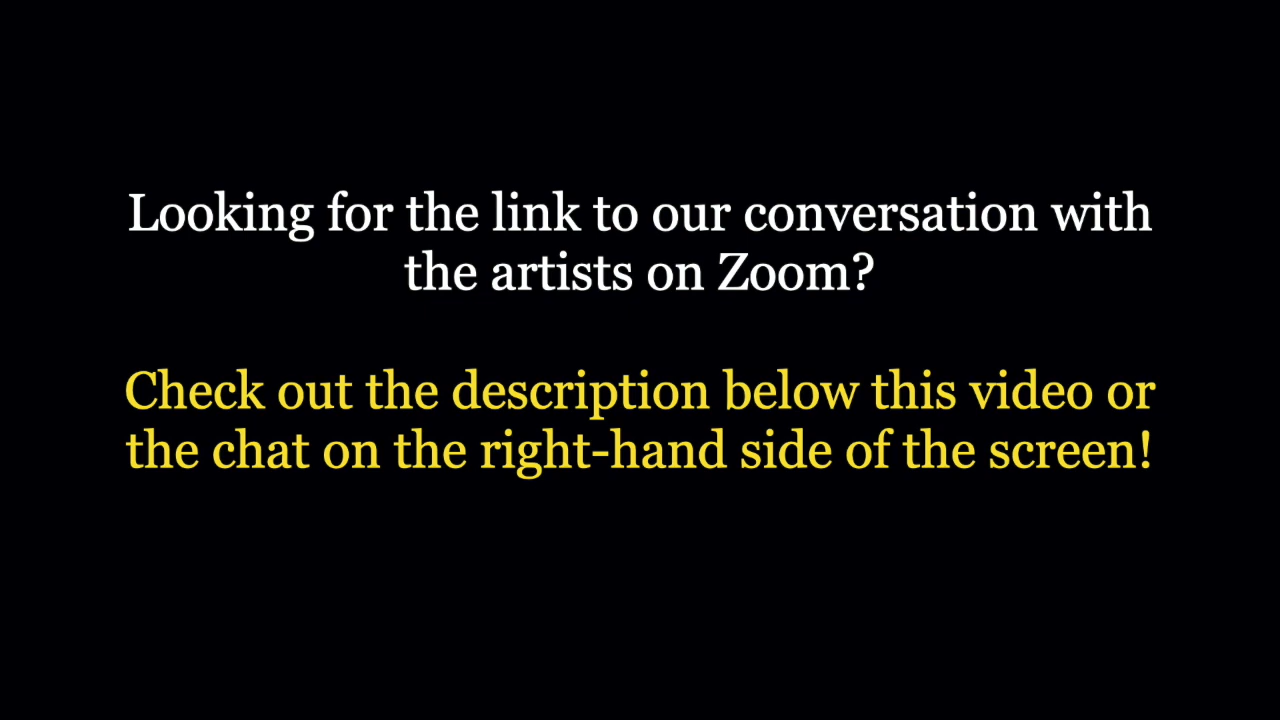 Looking for the link to our conversation with
the artists on Zoom?
Check out the description below this video or
the chat on the right-hand side of the screen!